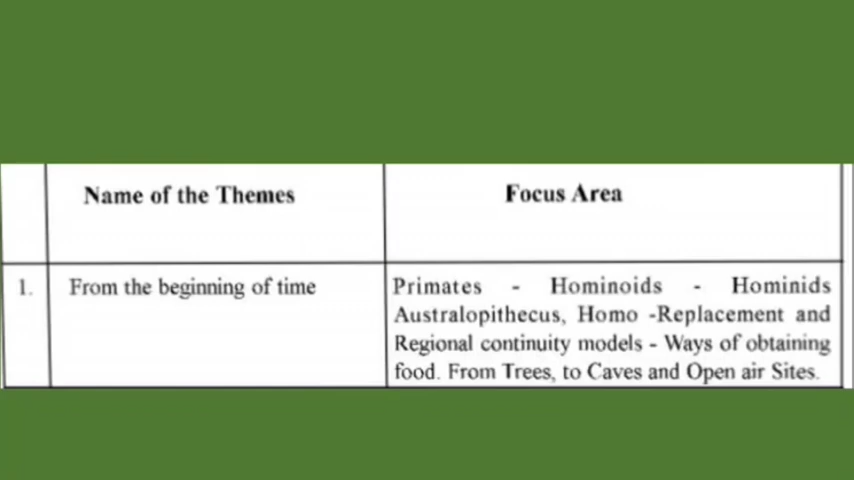 Name of the Themes
Focus Area
1.
From the beginning of time
Primates - Hominoids - Hominids
Australopithecus, Homo -Replacement and
Regional continuity models - Ways of obtaining
food. From Trees, to Caves and Open air Sites.